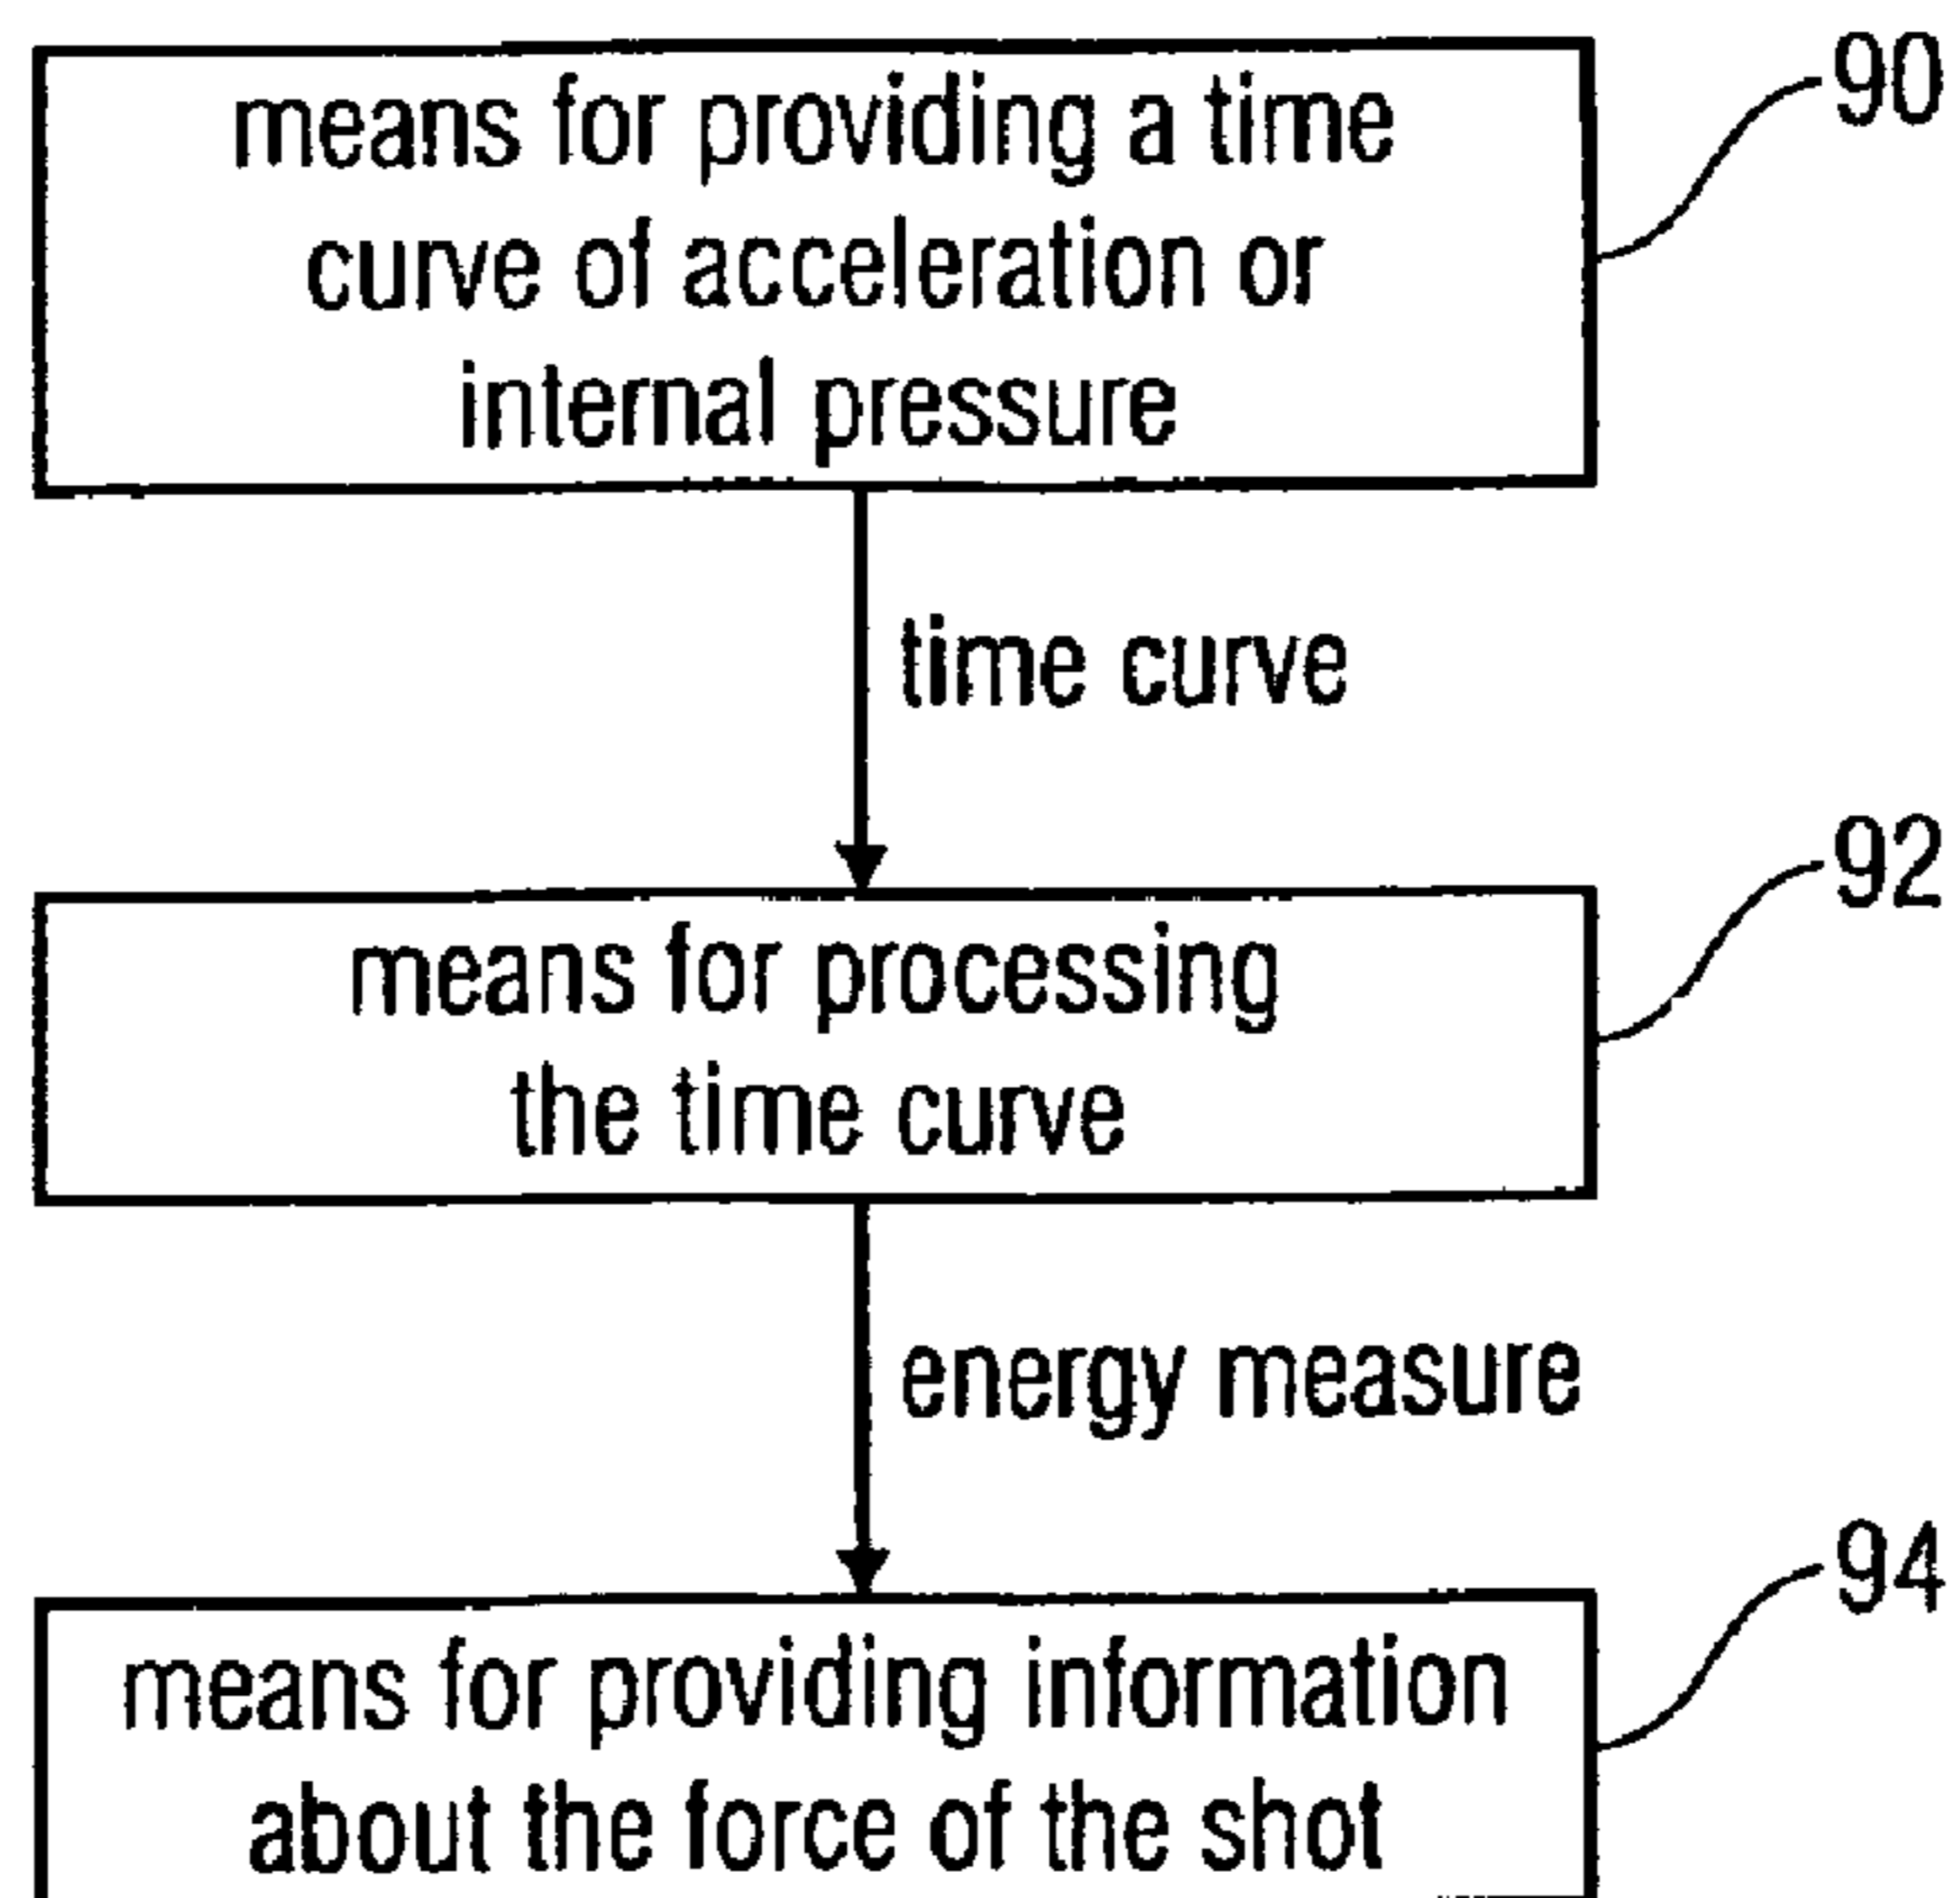 means for providing a time
curve of acceleration or
internal pressure
90
time curve
means for processing
the time curve
92
energy measure
means for providing information
about the force of the shot
94